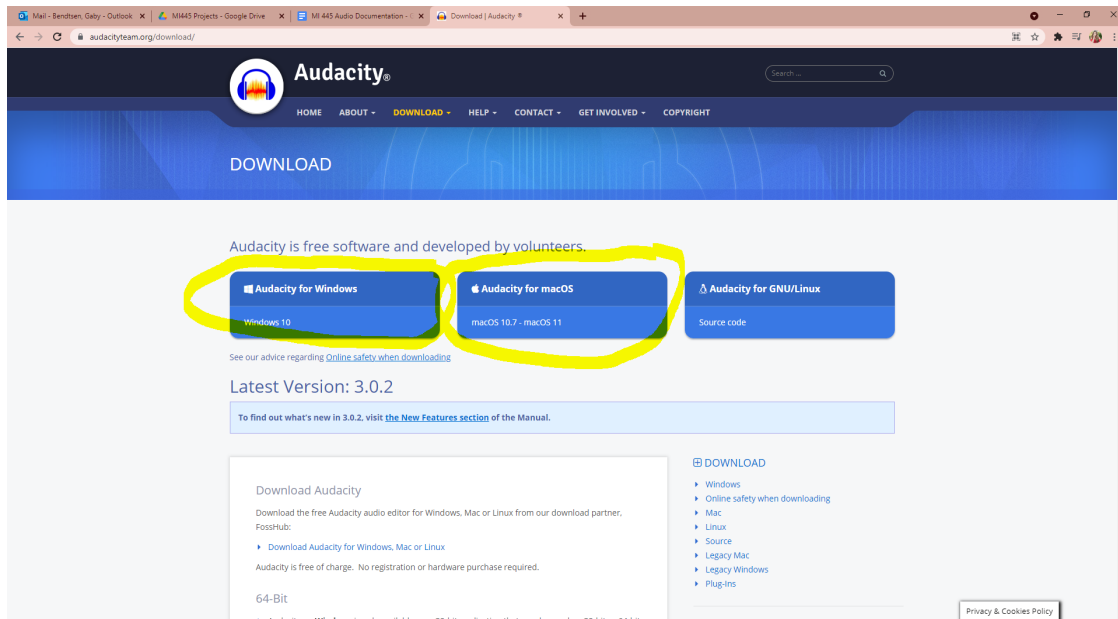 Mail - Bendtsen, Gaby - Outlook
MI445 Projects - Google Drive
MI 445 Audio Documentation -
Download | Audacity ®
audacityteam.org/download/
Audacity®
Search ...
HOME ABOUT DOWNLOAD HELP CONTACT GET INVOLVED COPYRIGHT
DOWNLOAD
Audacity is free software and developed by volunteers.
Audacity for Windows
Windows 10
Audacity for macOS
macOS 10.7 - macOS 11
Audacity for GNU/Linux
Source code
See our advice regarding Online safety when downloading
Latest Version: 3.0.2
To find out what's new in 3.0.2, visit the New Features section of the Manual.
Download Audacity
Download the free Audacity audio editor for Windows, Mac or Linux from our download partner,
FossHub:
Download Audacity for Windows, Mac or Linux
Audacity is free of charge. No registration or hardware purchase required.
64-Bit
DOWNLOAD
Windows
Online safety when downloading
Mac
Linux
Source
Legacy Mac
Legacy Windows
Plug-Ins
Privacy & Cookies Policy